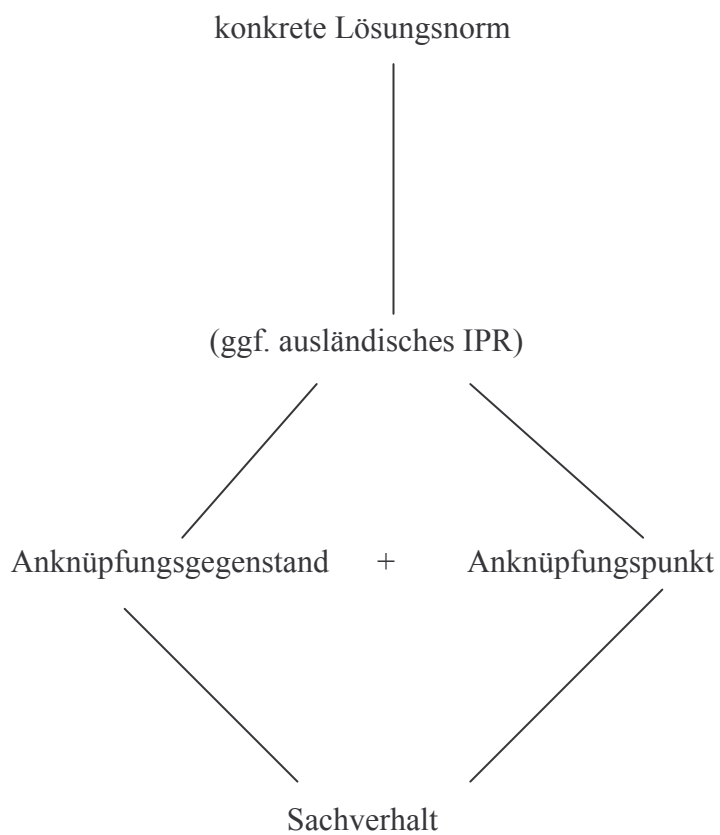 konkrete Lösungsnorm
(ggf. ausländisches IPR)
Anknüpfungsgegenstand + Anknüpfungspunkt
Sachverhalt